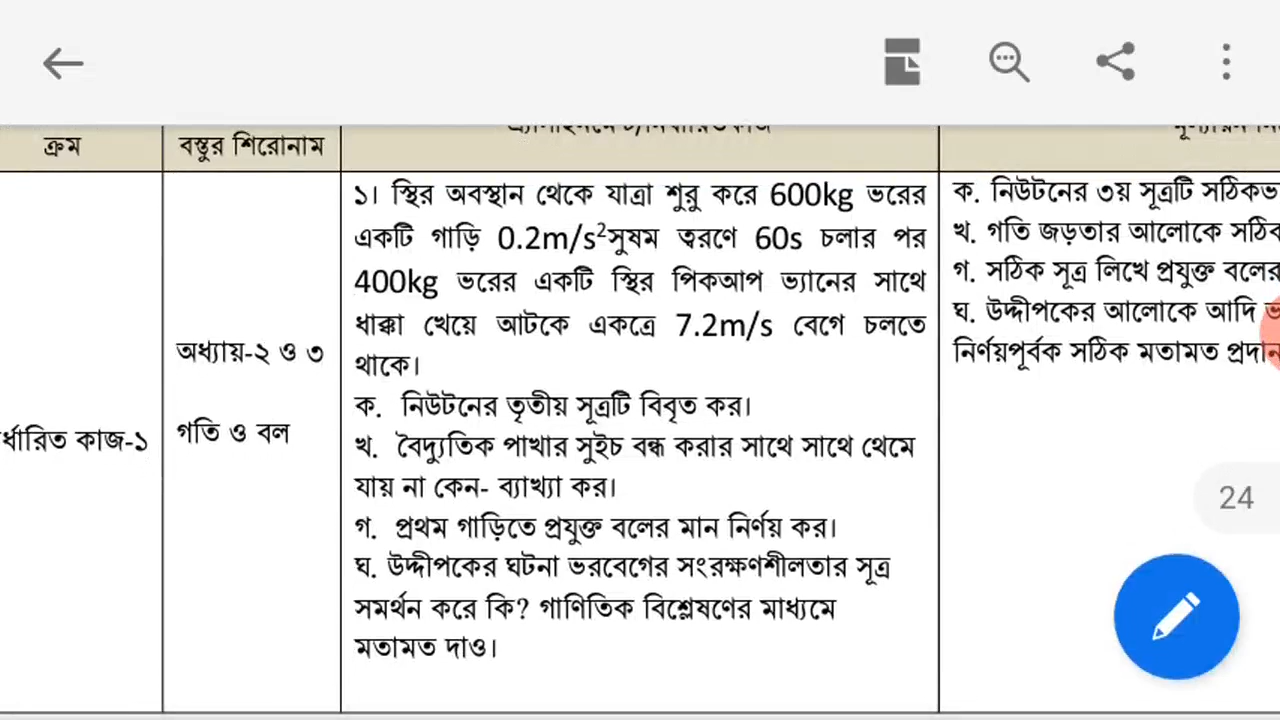 ক্রম
বস্তুর শিরোনাম
১। স্থির অবস্থান থেকে যাত্রা শুরু করে 600kg ভরের
একটি গাড়ি 0.2m/s²সুষম ত্বরণে 60s চলার পর
400kg ভরের একটি স্থির পিকআপ ভ্যানের সাথে
ধাক্কা খেয়ে আটকে একত্রে 7.2m/s বেগে চলতে
থাকে।
ক. নিউটনের তৃতীয় সূত্রটি বিবৃত কর।
খ. বৈদ্যুতিক পাখার সুইচ বন্ধ করার সাথে সাথে থেমে
যায় না কেন- ব্যাখ্যা কর।
গ. প্রথম গাড়িতে প্রযুক্ত বলের মান নির্ণয় কর।
ঘ. উদ্দীপকের ঘটনা ভরবেগের সংরক্ষণশীলতার সূত্র
সমর্থন করে কি? গাণিতিক বিশ্লেষণের মাধ্যমে
মতামত দাও।
অধ্যায়-২ ও ৩
গতি ও বল
কাজ-১
ক. নিউটনের ৩য় সূত্রটি
খ. গতি জড়তার আলোকে
গ. সঠিক সূত্র লিখে প্রযুক্ত বলের
ঘ. উদ্দীপকের আলোকে আদি
নির্ণয়পূর্বক সঠিক মতামত
24